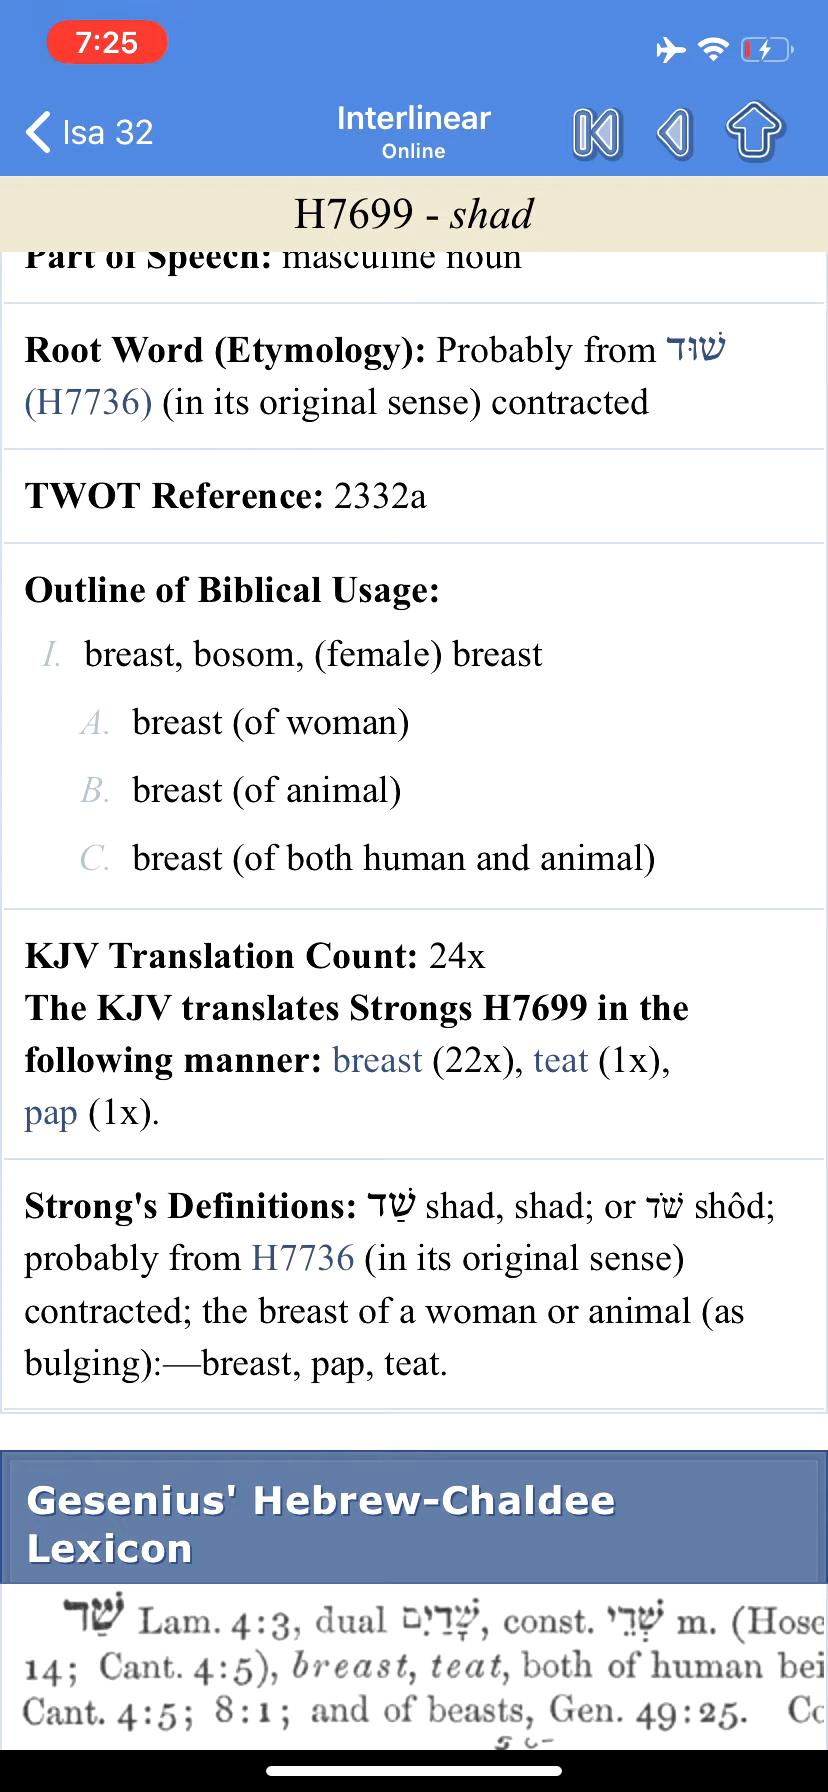 7:25
Isa 32
Interlinear
Online
H7699 - shad
Part of Speech: masculine noun
Root Word (Etymology): Probably from שׁוּד
(H7736) (in its original sense) contracted
TWOT Reference: 2332a
Outline of Biblical Usage:
I. breast, bosom, (female) breast
A. breast (of woman)
B. breast (of animal)
C. breast (of both human and animal)
KJV Translation Count: 24x
The KJV translates Strongs H7699 in the
following manner: breast (22x), teat (1x),
pap (1x).
Strong's Definitions: שַׁד shad, shad; or שֹׁד shôd;
probably from H7736 (in its original sense)
contracted; the breast of a woman or animal (as
bulging):—breast, pap, teat.
Gesenius' Hebrew-Chaldee
Lexicon
שַׁד Lam. 4:3, dual שָׁדַיִם, const. שְׁדֵי m. (Hose
14; Cant. 4:5), breast, teat, both of human bei
Cant. 4:5; 8:1; and of beasts, Gen. 49:25.